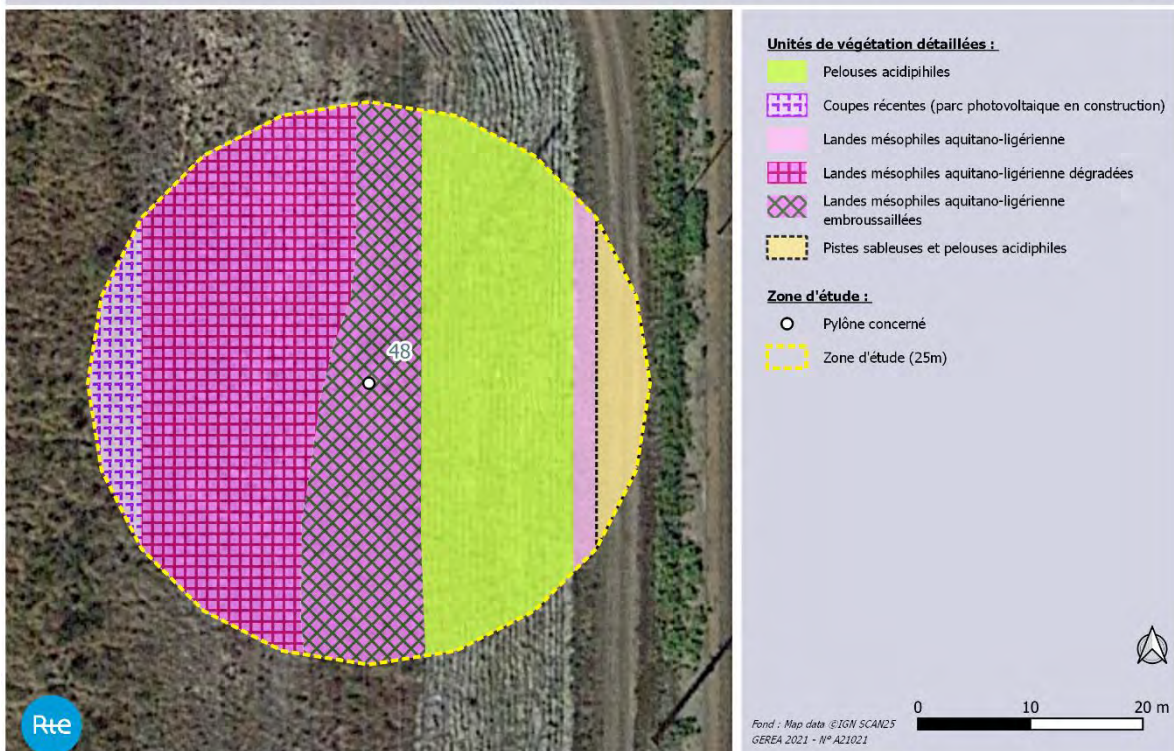 Unités de végétation détaillées :
Pelouses acidipihiles
Coupes récentes (parc photovoltaique en construction)
Landes mésophiles aquitano-ligérienne
Landes mésophiles aquitano-ligérienne dégradées
Landes mésophiles aquitano-ligérienne
embroussaillées
Pistes sableuses et pelouses acidiphiles
Zone d'étude :
Pylône concerné
Zone d'étude (25m)
48
Rte
Fond : Map data ©IGN SCAN25
GEREA 2021 - N° A21021
0 10 20 m